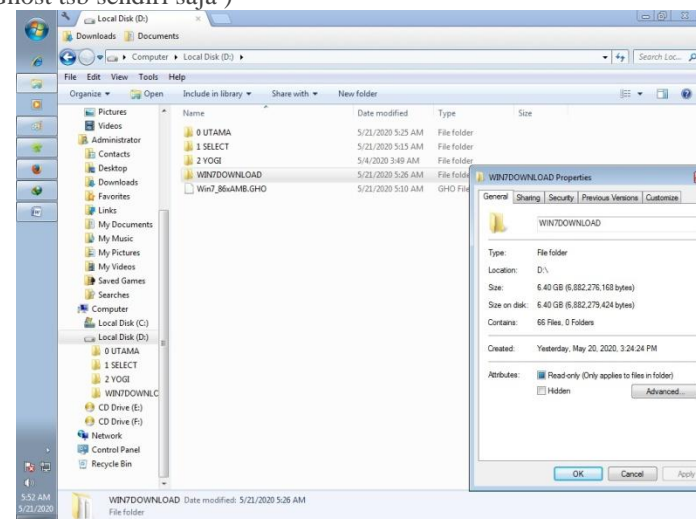 Ghost tsb sendiri saja )
Local Disk (D:)
Downloads Documents
Computer Local Disk (D:)
Search Loc...
File Edit View Tools Help
Organize Open Include in library Share with New folder
Name Date modified Type Size
Pictures
Videos
Administrator
Contacts
Desktop
Downloads
Favorites
Links
My Documents
My Music
My Pictures
My Videos
Saved Games
Searches
Computer
Local Disk (C:)
Local Disk (D:)
0 UTAMA
1 SELECT
2 YOGI
WIN7DOWNLC
CD Drive (E:)
CD Drive (F:)
Network
Control Panel
Recycle Bin
0 UTAMA 5/21/2020 5:25 AM File folder
1 SELECT 5/21/2020 5:15 AM File folder
2 YOGI 5/4/2020 3:49 AM File folder
WIN7DOWNLOAD 5/21/2020 5:26 AM File folde
Win7_86xAMB.GHO 5/21/2020 5:10 AM GHO File
WIN7DOWNLOAD Properties
General Sharing Security Previous Versions Customize
WIN7DOWNLOAD
Type: File folder
Location: D:\
Size: 6.40 GB (6,882,276,168 bytes)
Size on disk: 6.40 GB (6,882,279,424 bytes)
Contains: 66 Files, 0 Folders
Created: Yesterday, May 20, 2020, 3:24:24 PM
Attributes: Read-only (Only applies to files in folder)
Hidden Advanced...
OK Cancel Apply
WIN7DOWNLOAD Date modified: 5/21/2020 5:26 AM
File folder
5:52 AM
5/21/2020